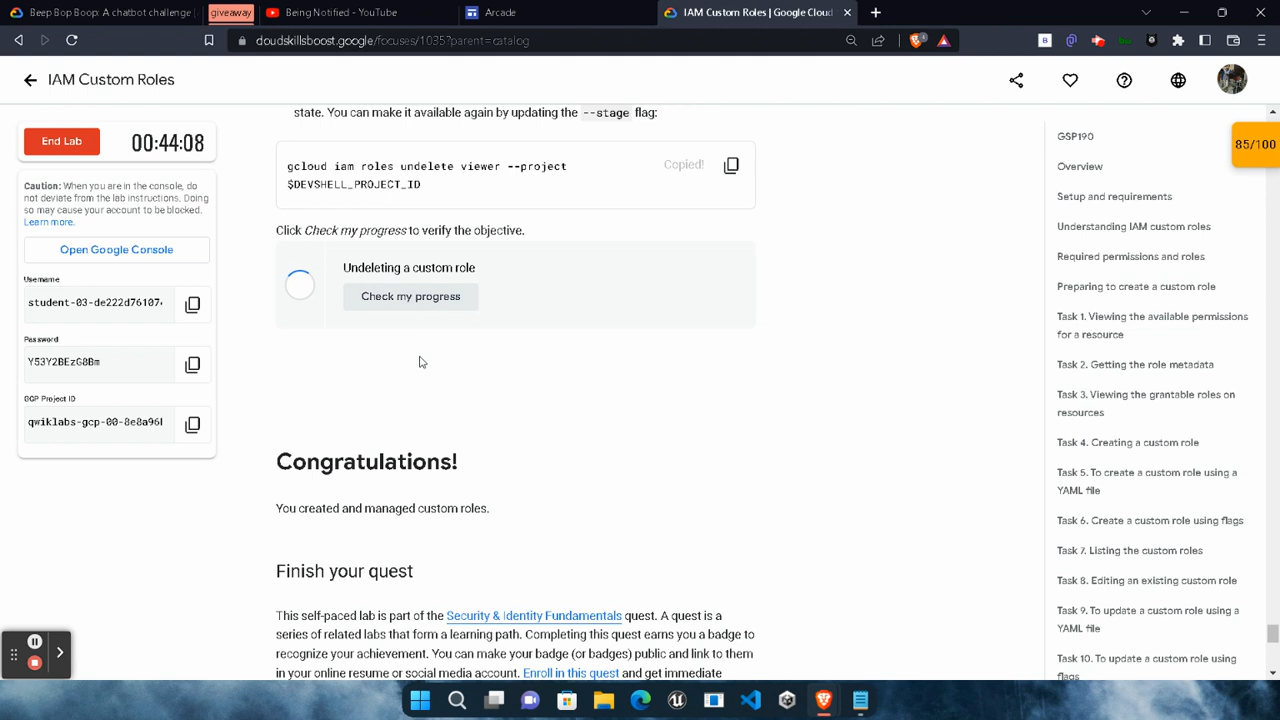 Beep Bop Boop: A chatbot challenge
giveaway
Being Notified - YouTube
Arcade
IAM Custom Roles | Google Cloud
cloudskillsboost.google/focuses/1035?parent=catalog
IAM Custom Roles
End Lab
00:44:08
Caution: When you are in the console, do
not deviate from the lab instructions. Doing
so may cause your account to be blocked.
Learn more.
Open Google Console
Username
student-03-de222d76107
Password
Y53Y2BEzG8Bm
GCP Project ID
qwiklabs-gcp-00-8e8a96
state. You can make it available again by updating the --stage flag:
gcloud iam roles undelete viewer --project
$DEVSHELL_PROJECT_ID
Copied!
Click Check my progress to verify the objective.
Undeleting a custom role
Check my progress
Congratulations!
You created and managed custom roles.
Finish your quest
This self-paced lab is part of the Security & Identity Fundamentals quest. A quest is a
series of related labs that form a learning path. Completing this quest earns you a badge to
recognize your achievement. You can make your badge (or badges) public and link to them
in your online resume or social media account. Enroll in this quest and get immediate
85/100
GSP190
Overview
Setup and requirements
Understanding IAM custom roles
Required permissions and roles
Preparing to create a custom role
Task 1. Viewing the available permissions
for a resource
Task 2. Getting the role metadata
Task 3. Viewing the grantable roles on
resources
Task 4. Creating a custom role
Task 5. To create a custom role using a
YAML file
Task 6. Create a custom role using flags
Task 7. Listing the custom roles
Task 8. Editing an existing custom role
Task 9. To update a custom role using a
YAML file
Task 10. To update a custom role using
flags